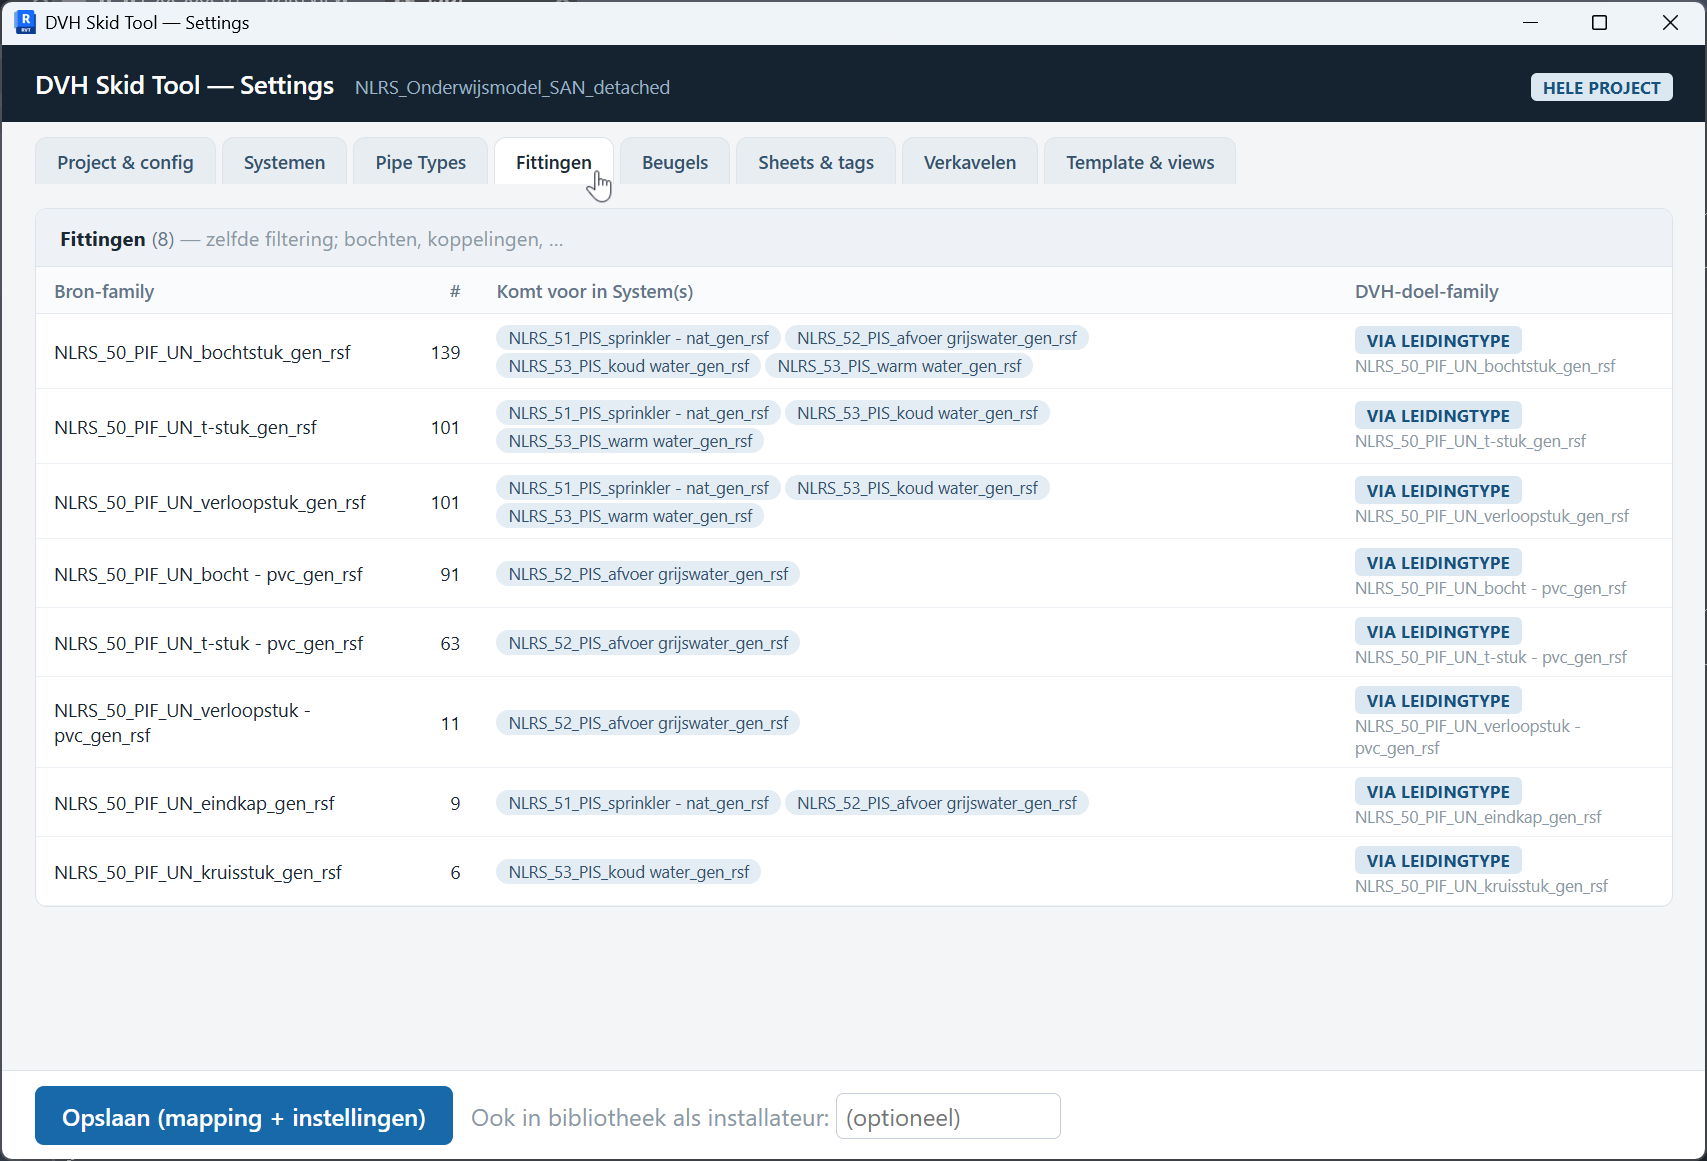 DVH Skid Tool — Settings
DVH Skid Tool — Settings NLRS_Onderwijsmodel_SAN_detached HELE PROJECT
Project & config Systemen Pipe Types Fittingen Beugels Sheets & tags Verkavelen Template & views
Fittingen (8) — zelfde filtering; bochten, koppelingen, ...
Bron-family # Komt voor in System(s) DVH-doel-family
NLRS_50_PIF_UN_bochtstuk_gen_rsf 139
NLRS_51_PIS_sprinkler - nat_gen_rsf NLRS_52_PIS_afvoer grijswater_gen_rsf
NLRS_53_PIS_koud water_gen_rsf NLRS_53_PIS_warm water_gen_rsf
VIA LEIDINGTYPE
NLRS_50_PIF_UN_bochtstuk_gen_rsf
NLRS_50_PIF_UN_t-stuk_gen_rsf 101
NLRS_51_PIS_sprinkler - nat_gen_rsf NLRS_53_PIS_koud water_gen_rsf
NLRS_53_PIS_warm water_gen_rsf
VIA LEIDINGTYPE
NLRS_50_PIF_UN_t-stuk_gen_rsf
NLRS_50_PIF_UN_verloopstuk_gen_rsf 101
NLRS_51_PIS_sprinkler - nat_gen_rsf NLRS_53_PIS_koud water_gen_rsf
NLRS_53_PIS_warm water_gen_rsf
VIA LEIDINGTYPE
NLRS_50_PIF_UN_verloopstuk_gen_rsf
NLRS_50_PIF_UN_bocht - pvc_gen_rsf 91
NLRS_52_PIS_afvoer grijswater_gen_rsf
VIA LEIDINGTYPE
NLRS_50_PIF_UN_bocht - pvc_gen_rsf
NLRS_50_PIF_UN_t-stuk - pvc_gen_rsf 63
NLRS_52_PIS_afvoer grijswater_gen_rsf
VIA LEIDINGTYPE
NLRS_50_PIF_UN_t-stuk - pvc_gen_rsf
NLRS_50_PIF_UN_verloopstuk -
pvc_gen_rsf
11
NLRS_52_PIS_afvoer grijswater_gen_rsf
VIA LEIDINGTYPE
NLRS_50_PIF_UN_verloopstuk -
pvc_gen_rsf
NLRS_50_PIF_UN_eindkap_gen_rsf 9
NLRS_51_PIS_sprinkler - nat_gen_rsf NLRS_52_PIS_afvoer grijswater_gen_rsf
VIA LEIDINGTYPE
NLRS_50_PIF_UN_eindkap_gen_rsf
NLRS_50_PIF_UN_kruisstuk_gen_rsf 6
NLRS_53_PIS_koud water_gen_rsf
VIA LEIDINGTYPE
NLRS_50_PIF_UN_kruisstuk_gen_rsf
Opslaan (mapping + instellingen) Ook in bibliotheek als installateur: (optioneel)